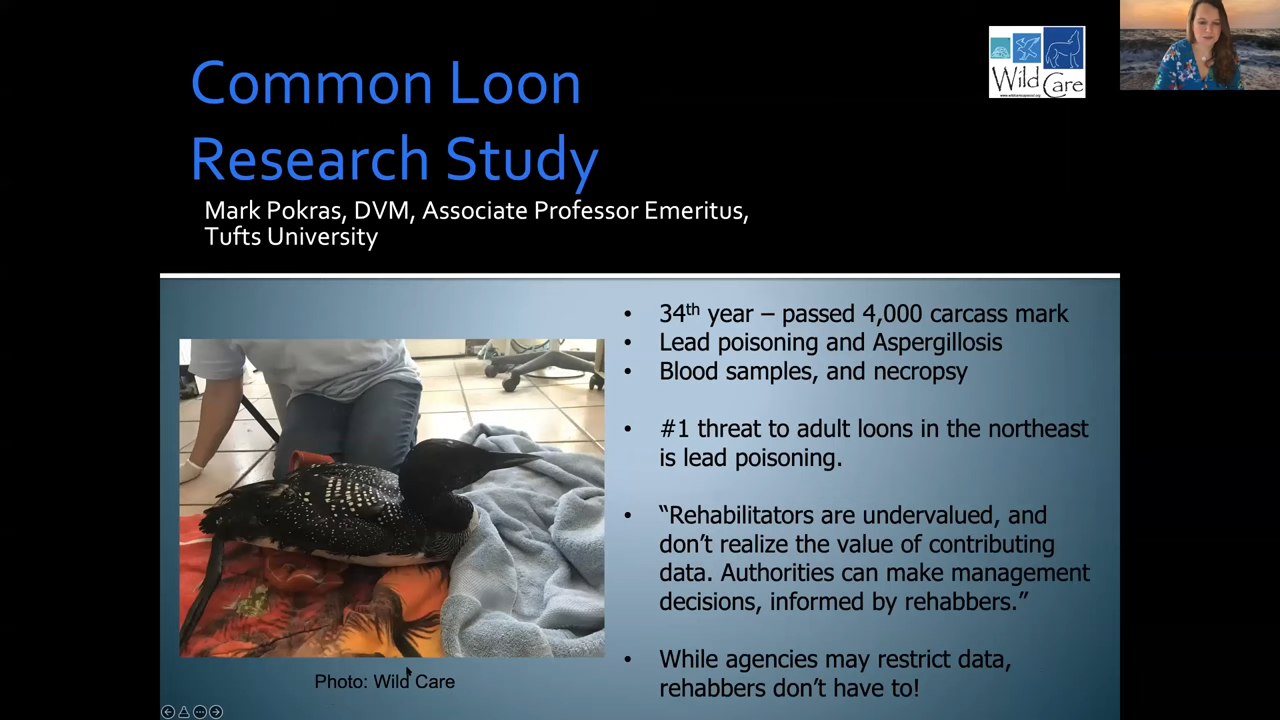 Common Loon
Research Study
Mark Pokras, DVM, Associate Professor Emeritus,
Tufts University
Wild Care
34th year – passed 4,000 carcass mark
Lead poisoning and Aspergillosis
Blood samples, and necropsy
#1 threat to adult loons in the northeast
is lead poisoning.
“Rehabilitators are undervalued, and
don’t realize the value of contributing
data. Authorities can make management
decisions, informed by rehabbers.”
While agencies may restrict data,
rehabbers don’t have to!
Photo: Wild Care